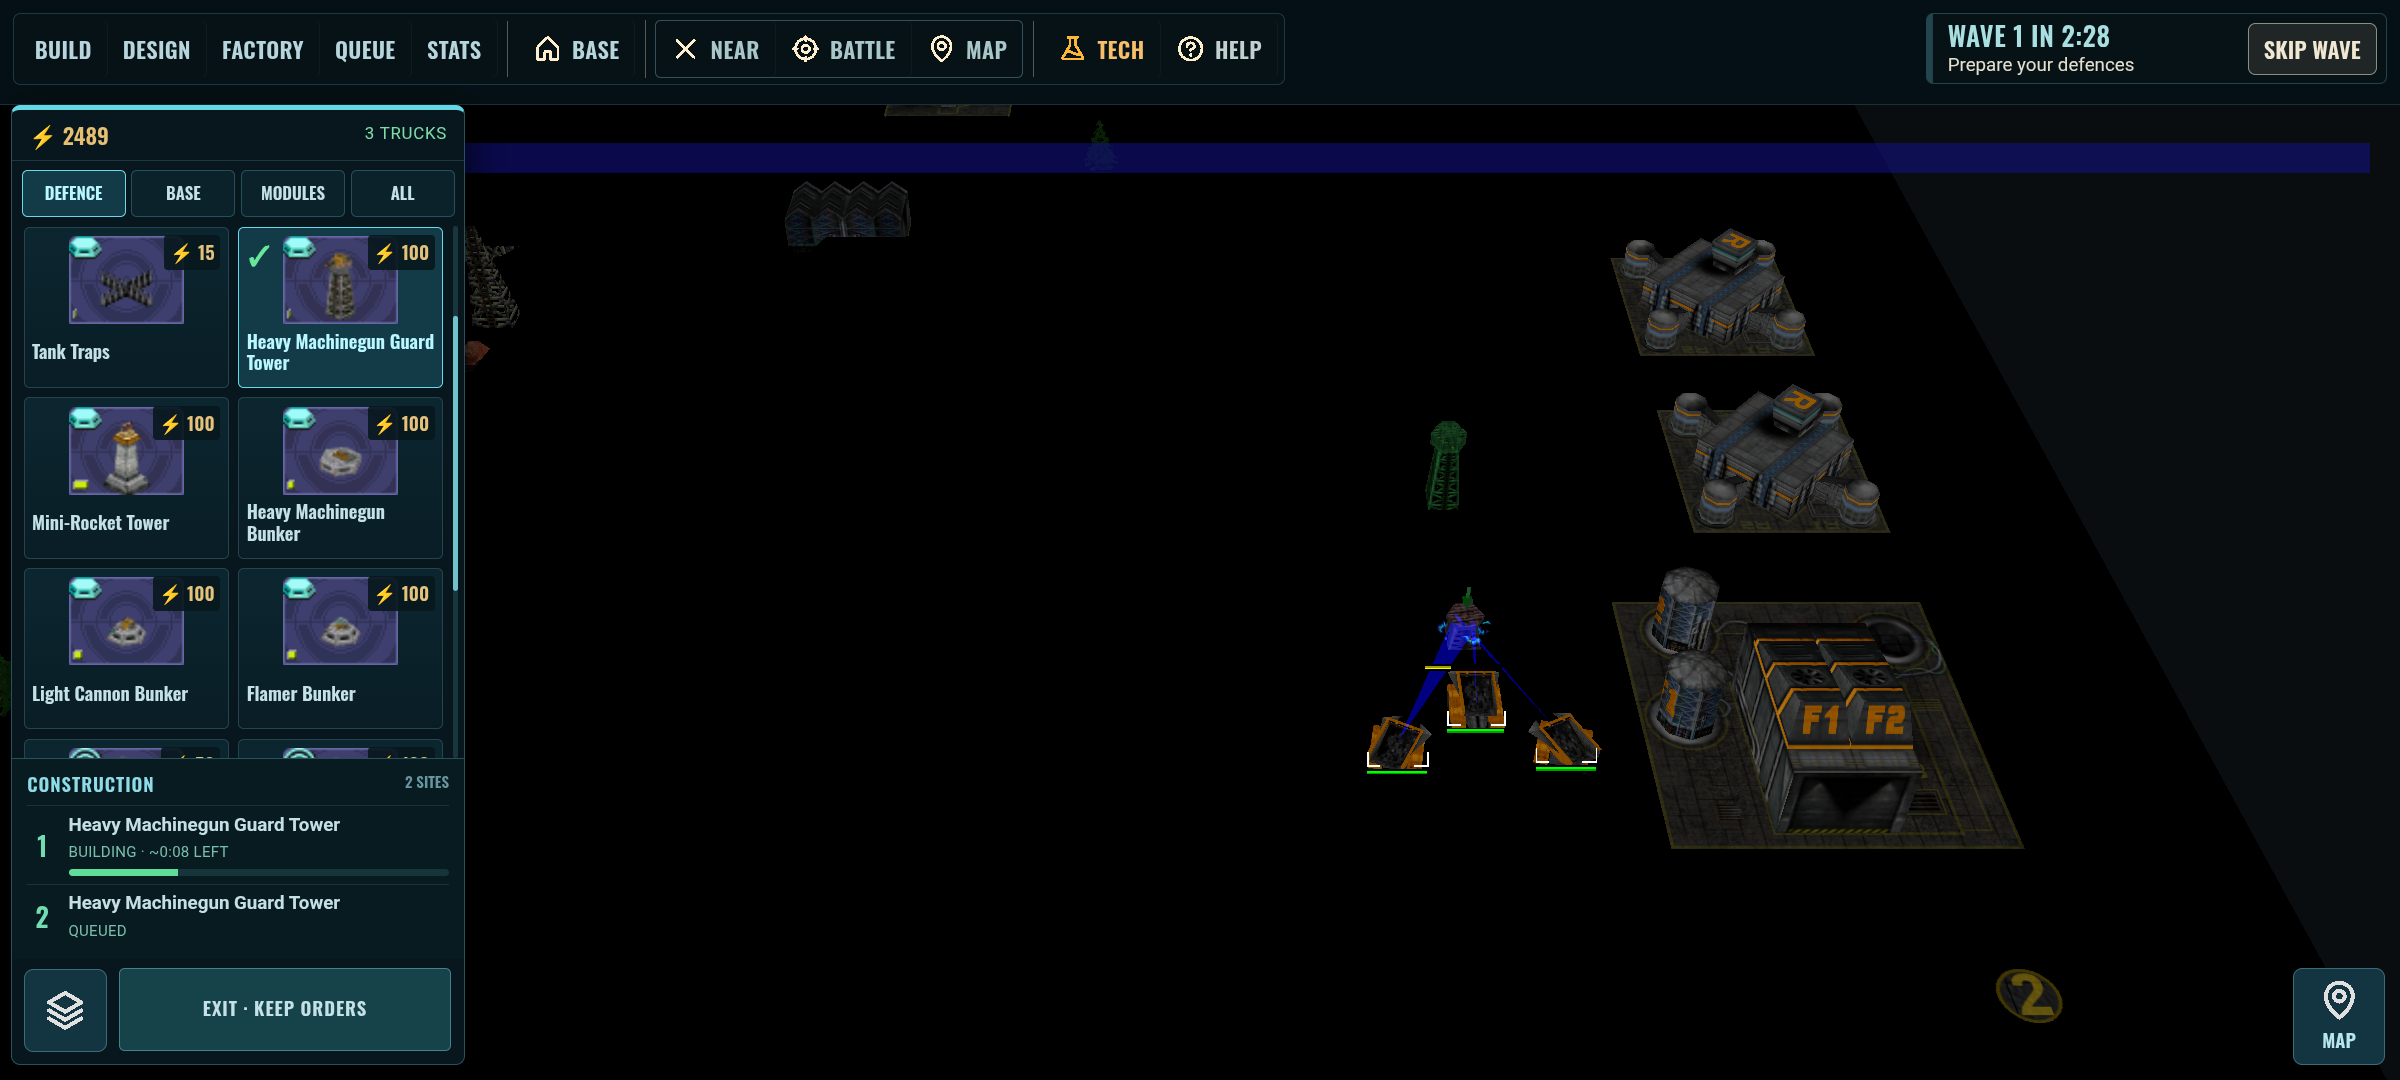 BUILD DESIGN FACTORY QUEUE STATS BASE NEAR BATTLE MAP TECH HELP
WAVE 1 IN 2:28
Prepare your defences
SKIP WAVE
2489
3 TRUCKS
DEFENCE BASE MODULES ALL
15
Tank Traps
100
Heavy Machinegun Guard
Tower
100
Mini-Rocket Tower
100
Heavy Machinegun
Bunker
100
Light Cannon Bunker
100
Flamer Bunker
CONSTRUCTION
2 SITES
1
Heavy Machinegun Guard Tower
BUILDING · ~0:08 LEFT
2
Heavy Machinegun Guard Tower
QUEUED
EXIT · KEEP ORDERS
R
R
F1 F2
2
MAP